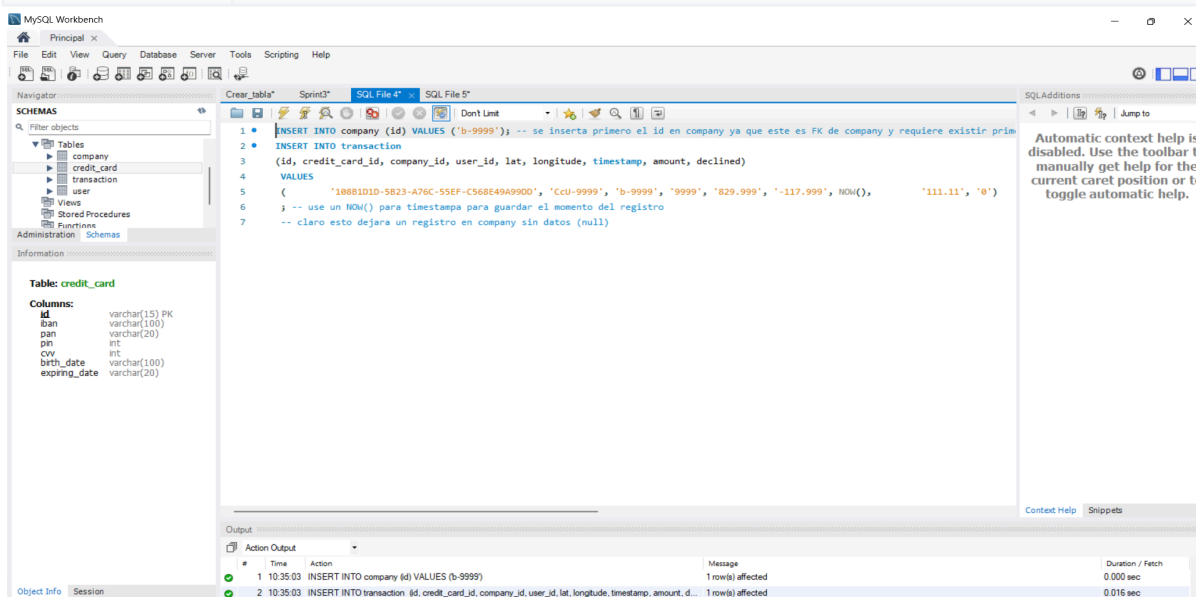 MySQL Workbench
Principal
File Edit View Query Database Server Tools Scripting Help
Navigator
SCHEMAS
Filter objects
Tables
company
credit_card
transaction
user
Views
Stored Procedures
Functions
Administration Schemas
Information
Table: credit_card
Columns:
id varchar(15) PK
iban varchar(100)
pan varchar(20)
pin int
cvv int
birth_date varchar(100)
expiring_date varchar(20)
Object Info Session
Crear_tabla* Sprint3* SQL File 4* SQL File 5*
Don't Limit
1 INSERT INTO company (id) VALUES ('b-9999'); -- se inserta primero el id en company ya que este es FK de company y requiere existir prim
2 INSERT INTO transaction
3 (id, credit_card_id, company_id, user_id, lat, longitude, timestamp, amount, declined)
4 VALUES
5 ( '108B1D1D-5B23-A76C-55EF-C568E49A99DD', 'CcU-9999', 'b-9999', '9999', '829.999', '-117.999', NOW(), '111.11', '0')
6 ; -- use un NOW() para timestampa para guardar el momento del registro
7 -- claro esto dejara un registro en company sin datos (null)
SQLAdditions
Jump to
Automatic context help is
disabled. Use the toolbar t
manually get help for the
current caret position or t
toggle automatic help.
Context Help Snippets
Output
Action Output
# Time Action Message Duration / Fetch
1 10:35:03 INSERT INTO company (id) VALUES ('b-9999') 1 row(s) affected 0.000 sec
2 10:35:03 INSERT INTO transaction (id, credit_card_id, company_id, user_id, lat, longitude, timestamp, amount, d... 1 row(s) affected 0.016 sec